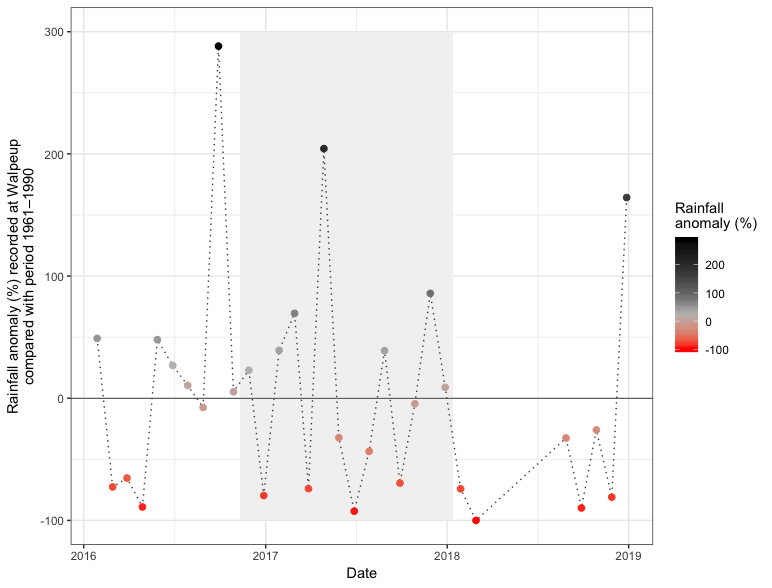 Rainfall anomaly (%) recorded at Walpeup
compared with period 1961–1990
300
200
100
0
-100
2016
2017
2018
2019
Date
Rainfall
anomaly (%)
200
100
0
-100